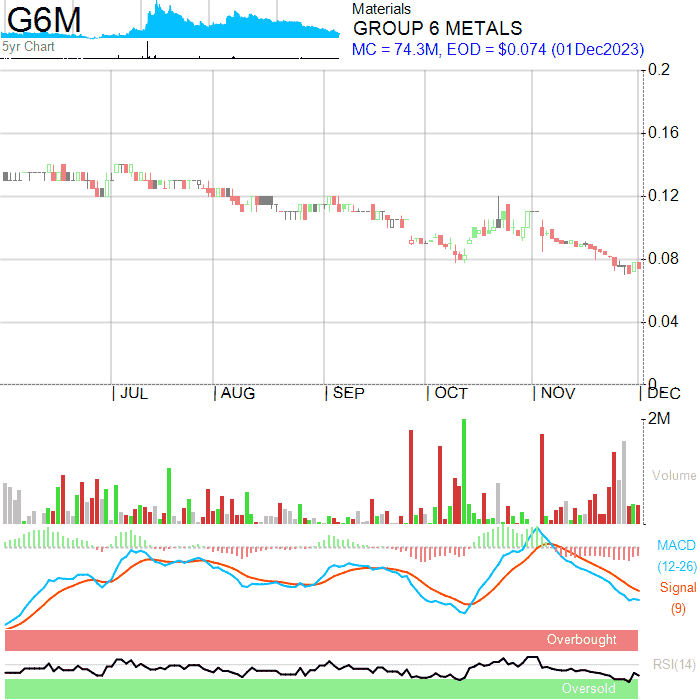 G6M
5yr Chart
Materials
GROUP 6 METALS
MC = 74.3M, EOD = $0.074 (01Dec2023)
0.2
0.16
0.12
0.08
0.04
0
JUL
AUG
SEP
OCT
NOV
DEC
2M
Volume
MACD
(12-26)
Signal
(9)
Overbought
RSI(14)
Oversold